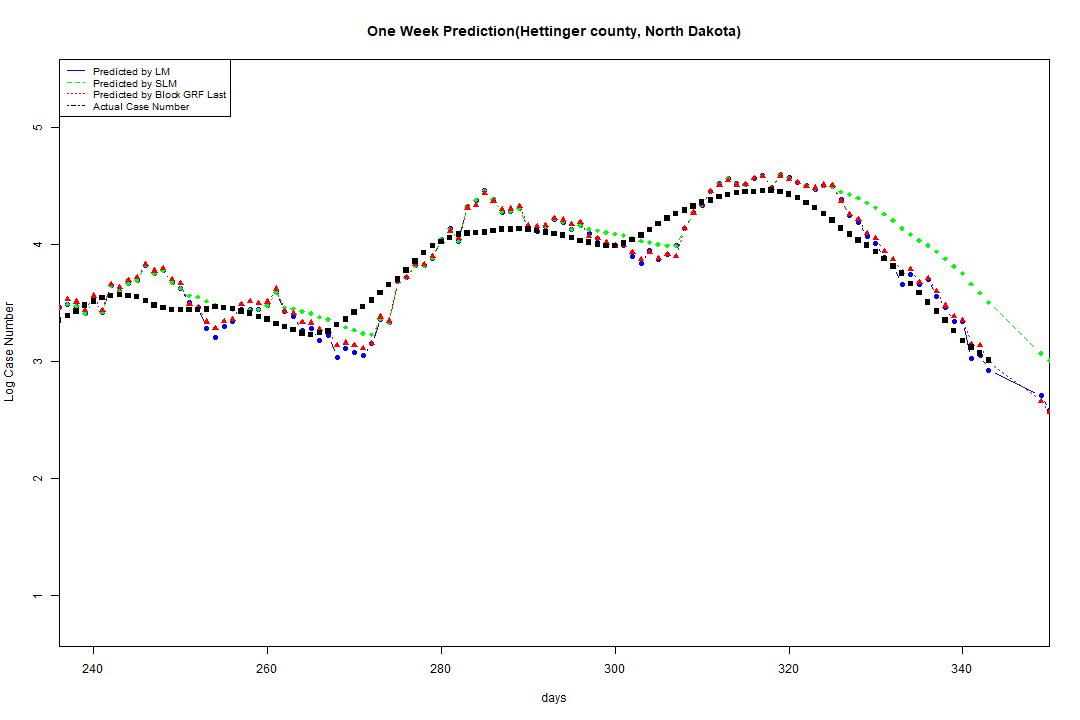 One Week Prediction(Hettinger county, North Dakota)
Predicted by LM
Predicted by SLM
Predicted by Block GRF Last
Actual Case Number
5
4
3
2
1
Log Case Number
240 260 280 300 320 340
days